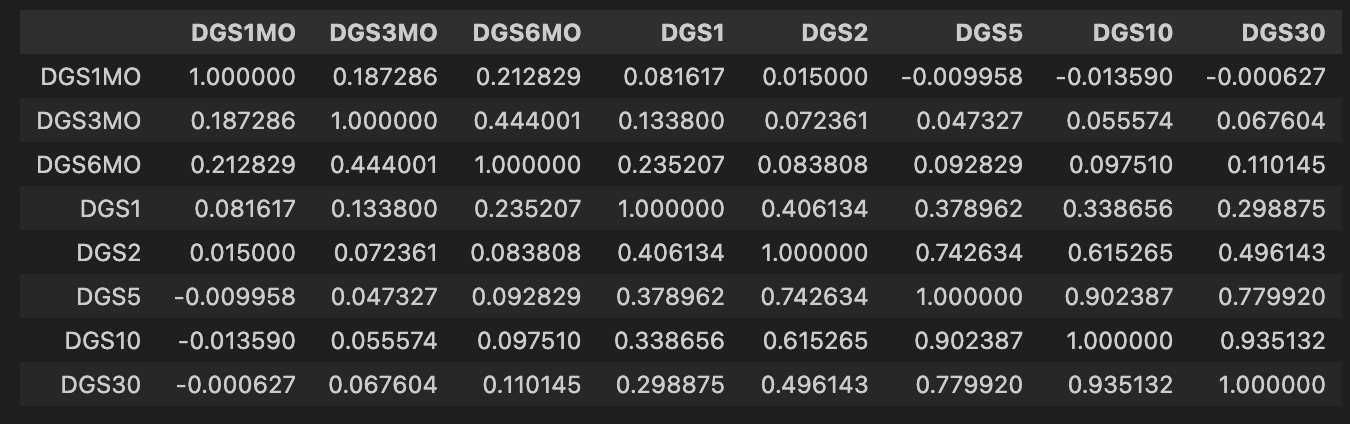 DGS1MO DGS3MO DGS6MO DGS1 DGS2 DGS5 DGS10 DGS30
DGS1MO 1.000000 0.187286 0.212829 0.081617 0.015000 -0.009958 -0.013590 -0.000627
DGS3MO 0.187286 1.000000 0.444001 0.133800 0.072361 0.047327 0.055574 0.067604
DGS6MO 0.212829 0.444001 1.000000 0.235207 0.083808 0.092829 0.097510 0.110145
DGS1 0.081617 0.133800 0.235207 1.000000 0.406134 0.378962 0.338656 0.298875
DGS2 0.015000 0.072361 0.083808 0.406134 1.000000 0.742634 0.615265 0.496143
DGS5 -0.009958 0.047327 0.092829 0.378962 0.742634 1.000000 0.902387 0.779920
DGS10 -0.013590 0.055574 0.097510 0.338656 0.615265 0.902387 1.000000 0.935132
DGS30 -0.000627 0.067604 0.110145 0.298875 0.496143 0.779920 0.935132 1.000000